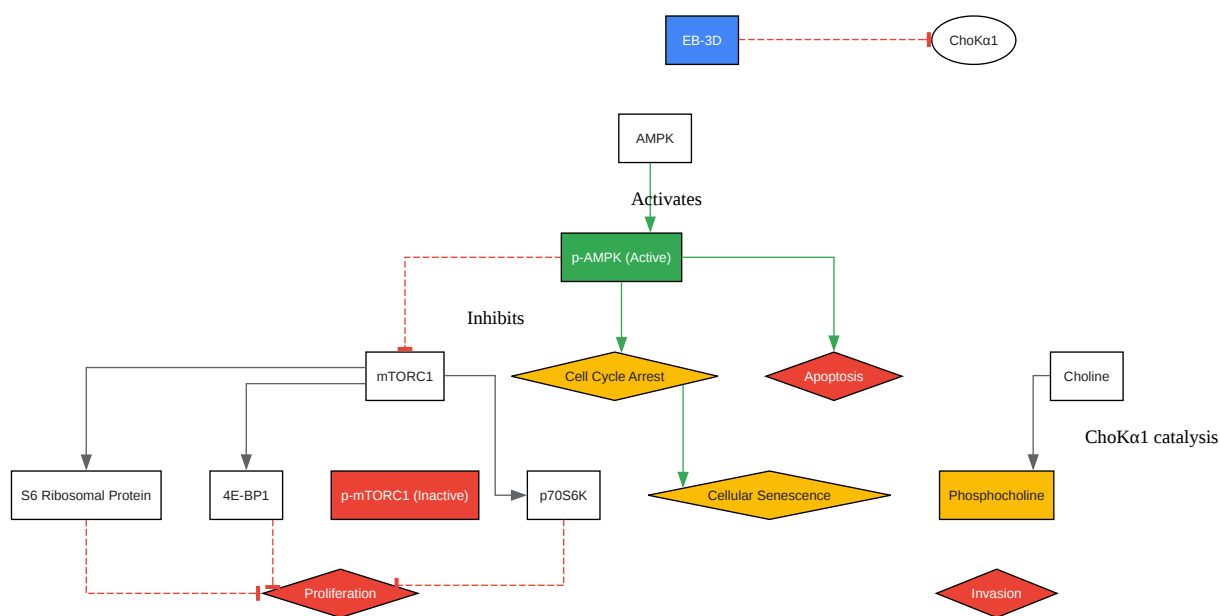 EB-3D
ChoKα1
AMPK
Activates
p-AMPK (Active)
Inhibits
mTORC1
Cell Cycle Arrest
Apoptosis
Choline
ChoKα1 catalysis
S6 Ribosomal Protein
4E-BP1
p-mTORC1 (Inactive)
p70S6K
Cellular Senescence
Phosphocholine
Proliferation
Invasion